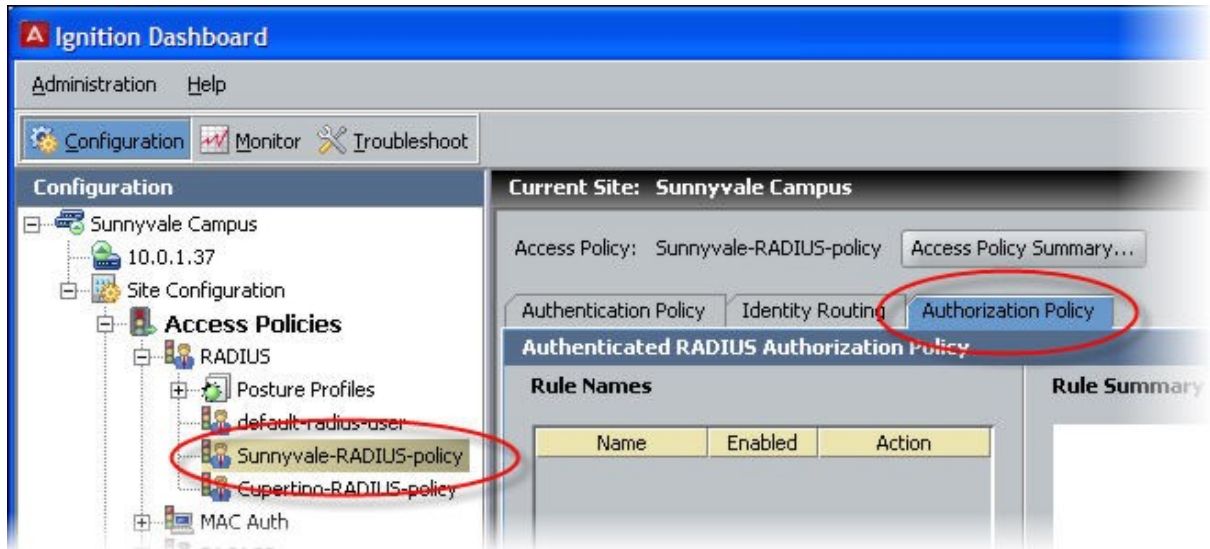 Ignition Dashboard
Administration Help
Configuration Monitor Troubleshoot
Configuration
Sunnyvale Campus
10.0.1.37
Site Configuration
Access Policies
RADIUS
Posture Profiles
default-radius-user
Sunnyvale-RADIUS-policy
Cupertino-RADIUS-policy
MAC Auth
Current Site: Sunnyvale Campus
Access Policy: Sunnyvale-RADIUS-policy Access Policy Summary...
Authentication Policy Identity Routing Authorization Policy
Authenticated RADIUS Authorization Policy
Rule Names Rule Summary
Name Enabled Action